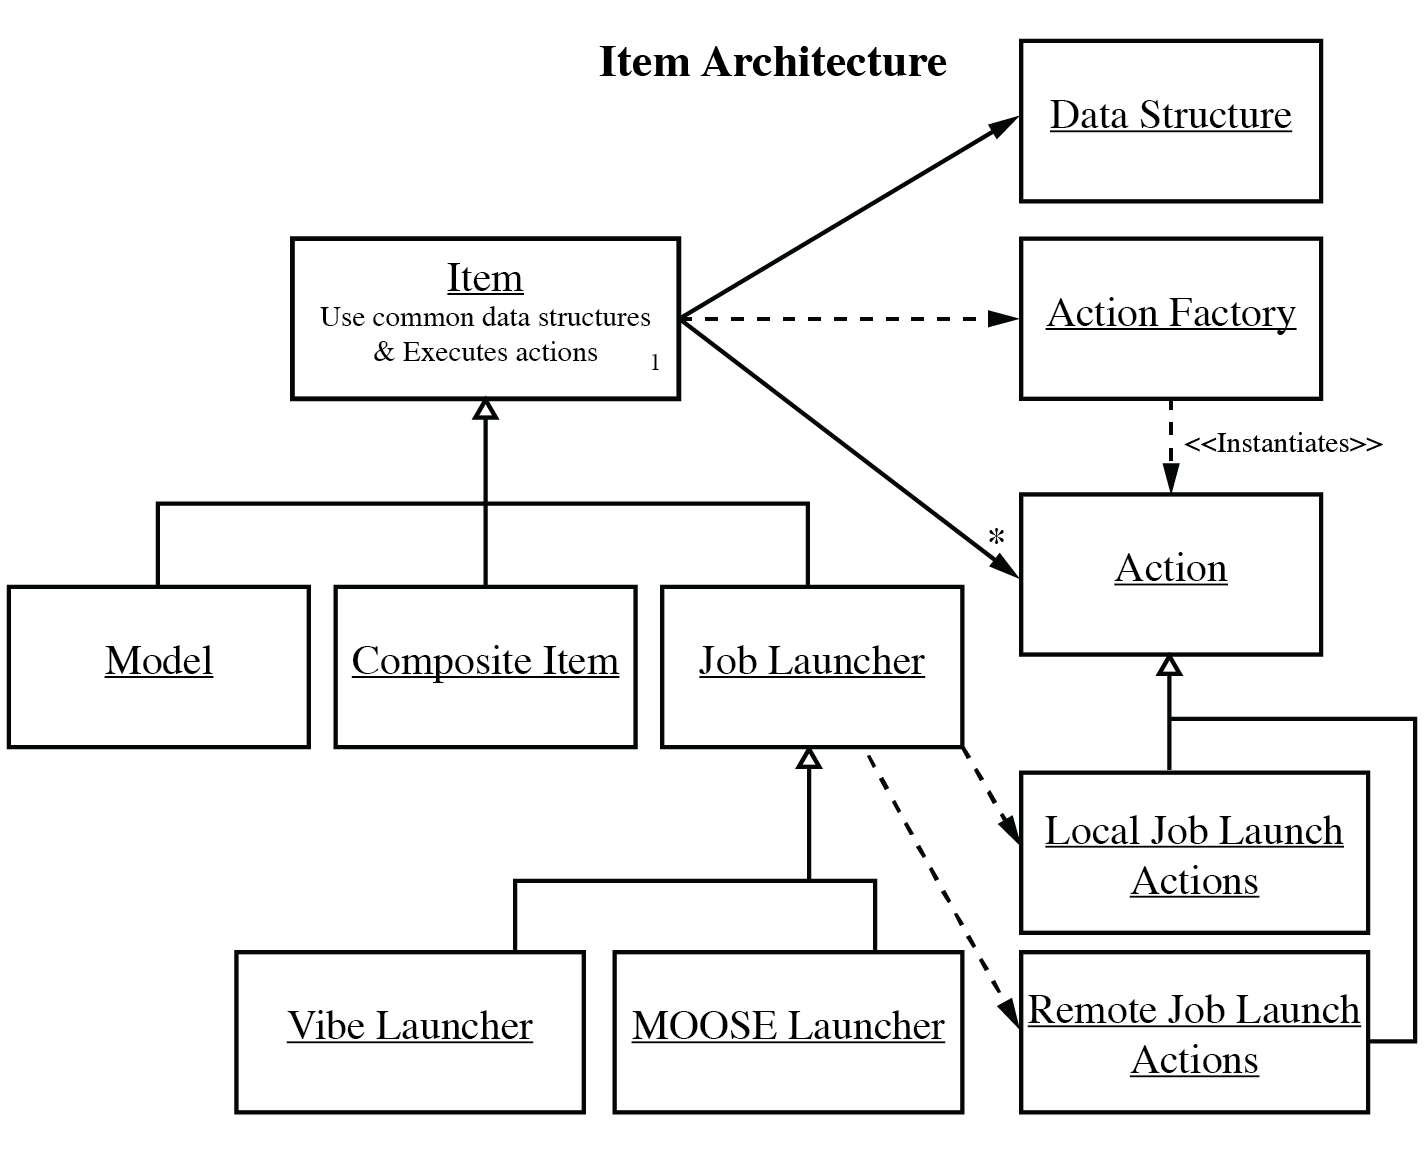 Item Architecture
Data Structure
Item
Use common data structures
& Executes actions
1
Action Factory
<<Instantiates>>
*
Action
Model
Composite Item
Job Launcher
Local Job Launch
Actions
Vibe Launcher
MOOSE Launcher
Remote Job Launch
Actions